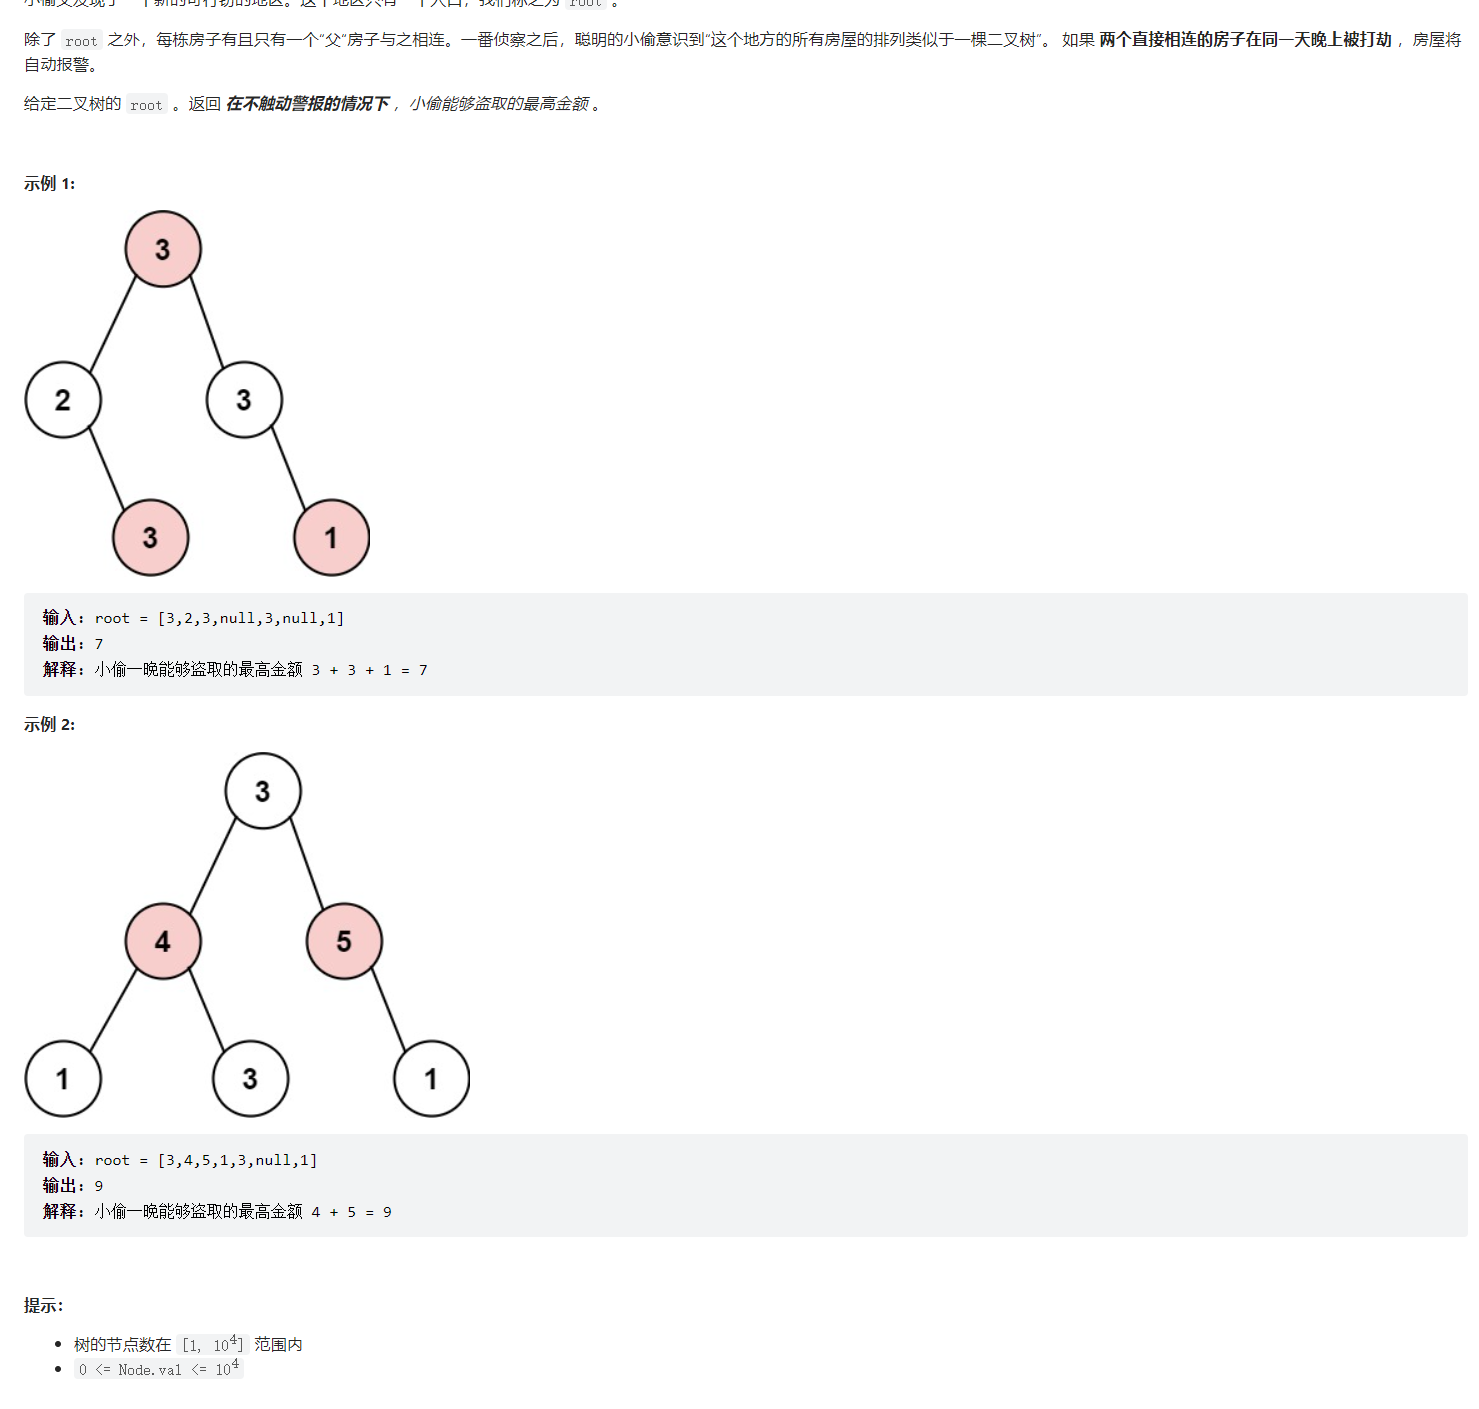 小偷又发现了一个新的可行窃的地区。这个地区只有一个入口，我们称之为 root 。
除了 root 之外，每栋房子有且只有一个“父“房子与之相连。一番侦察之后，聪明的小偷意识到“这个地方的所有房屋的排列类似于一棵二叉树”。 如果 两个直接相连的房子在同一天晚上被打劫 ，房屋将
自动报警。
给定二叉树的 root 。返回 在不触动警报的情况下 ，小偷能够盗取的最高金额 。
示例 1:
3
2 3
3 1
输入: root = [3,2,3,null,3,null,1]
输出: 7
解释: 小偷一晚能够盗取的最高金额 3 + 3 + 1 = 7
示例 2:
3
4 5
1 3 1
输入: root = [3,4,5,1,3,null,1]
输出: 9
解释: 小偷一晚能够盗取的最高金额 4 + 5 = 9
提示：
• 树的节点数在 [1, 10⁴] 范围内
• 0 <= Node.val <= 10⁴